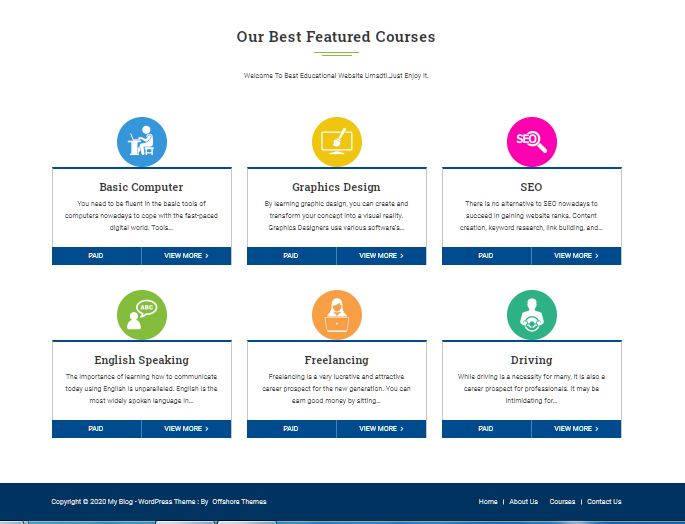 Our Best Featured Courses
Welcome To Best Educational Website Umsdti.Just Enjoy It.
SEO
Basic Computer
You need to be fluent in the basic tools of
computers nowadays to cope with the fast-paced
digital world. Tools...
PAID VIEW MORE >
Graphics Design
By learning graphic design, you can create and
transform your concept into a visual reality.
Graphics Designers use various software's...
PAID VIEW MORE >
SEO
There is no alternative to SEO nowadays to
succeed in gaining website ranks. Content
creation, keyword research, link building, and...
PAID VIEW MORE >
ABC
English Speaking
The importance of learning how to communicate
today using English is unparalleled. English is the
most widely spoken language in...
PAID VIEW MORE >
Freelancing
Freelancing is a very lucrative and attractive
career prospect for the new generation. You can
earn good money by sitting...
PAID VIEW MORE >
Driving
While driving is a necessity for many, it is also a
career prospect for professionals. It may be
intimidating for...
PAID VIEW MORE >
Copyright © 2020 My Blog - WordPress Theme : By Offshore Themes
Home | About Us Courses | Contact Us